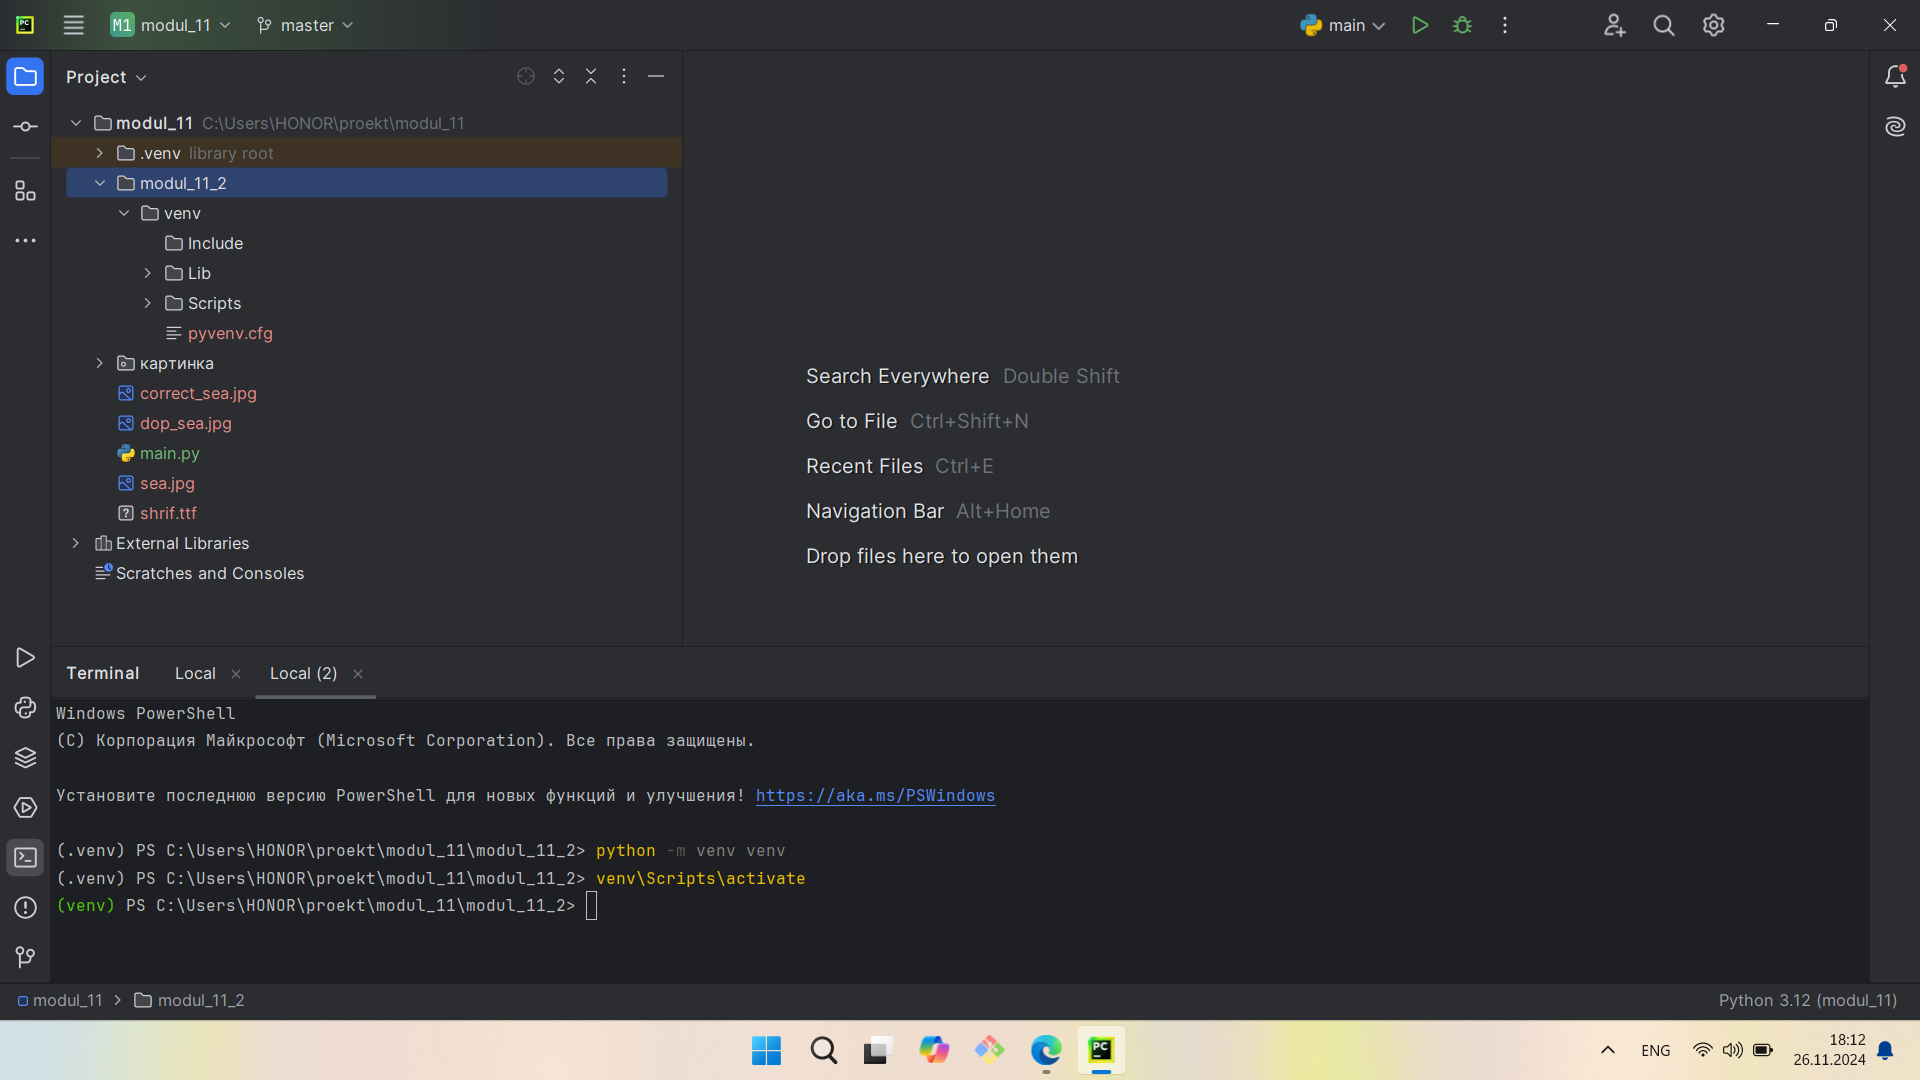 M1 modul_11 master main
Project
modul_11 C:\Users\HONOR\proekt\modul_11
.venv library root
modul_11_2
venv
Include
Lib
Scripts
pyvenv.cfg
картинка
correct_sea.jpg
dop_sea.jpg
main.py
sea.jpg
shrif.ttf
External Libraries
Scratches and Consoles
Search Everywhere Double Shift
Go to File Ctrl+Shift+N
Recent Files Ctrl+E
Navigation Bar Alt+Home
Drop files here to open them
Terminal Local Local (2)
Windows PowerShell
(C) Корпорация Майкрософт (Microsoft Corporation). Все права защищены.
Установите последнюю версию PowerShell для новых функций и улучшения! https://aka.ms/PSWindows
(.venv) PS C:\Users\HONOR\proekt\modul_11\modul_11_2> python -m venv venv
(.venv) PS C:\Users\HONOR\proekt\modul_11\modul_11_2> venv\Scripts\activate
(venv) PS C:\Users\HONOR\proekt\modul_11\modul_11_2>
modul_11 > modul_11_2 Python 3.12 (modul_11)
ENG 18:12
26.11.2024